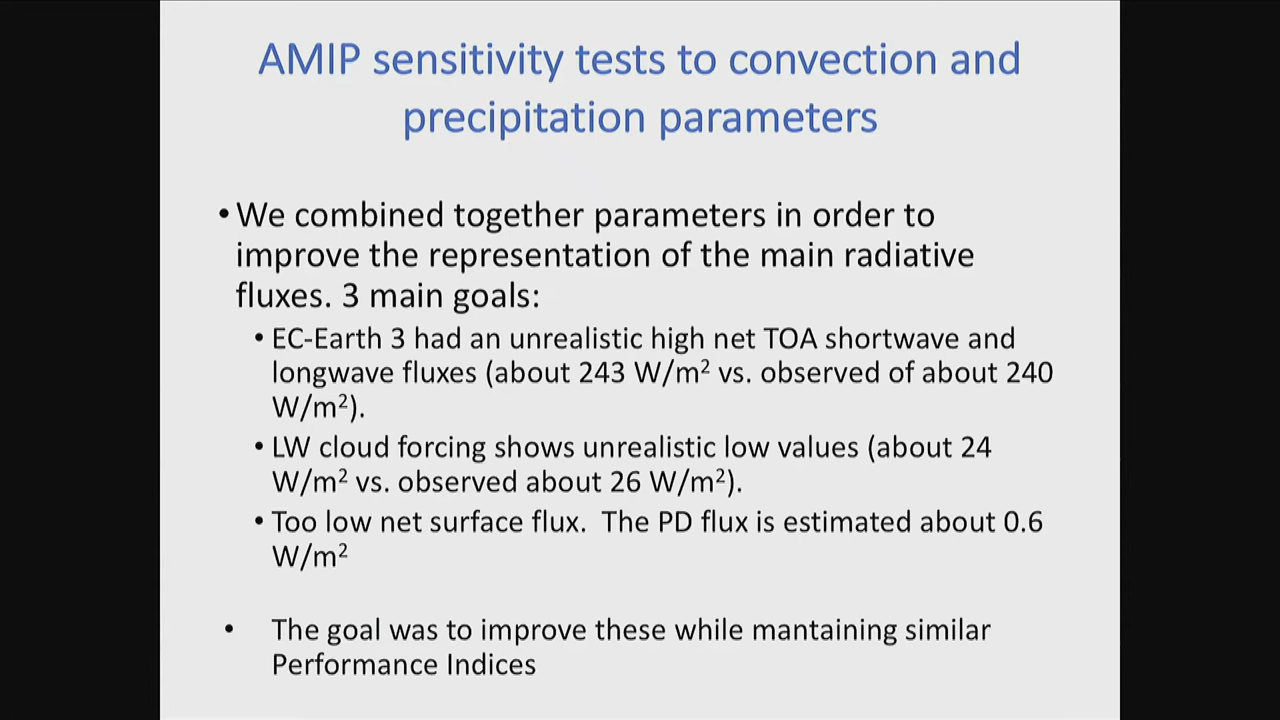 AMIP sensitivity tests to convection and
precipitation parameters
• We combined together parameters in order to
improve the representation of the main radiative
fluxes. 3 main goals:
• EC-Earth 3 had an unrealistic high net TOA shortwave and
longwave fluxes (about 243 W/m² vs. observed of about 240
W/m²).
• LW cloud forcing shows unrealistic low values (about 24
W/m² vs. observed about 26 W/m²).
• Too low net surface flux.  The PD flux is estimated about 0.6
W/m²
• The goal was to improve these while mantaining similar
Performance Indices